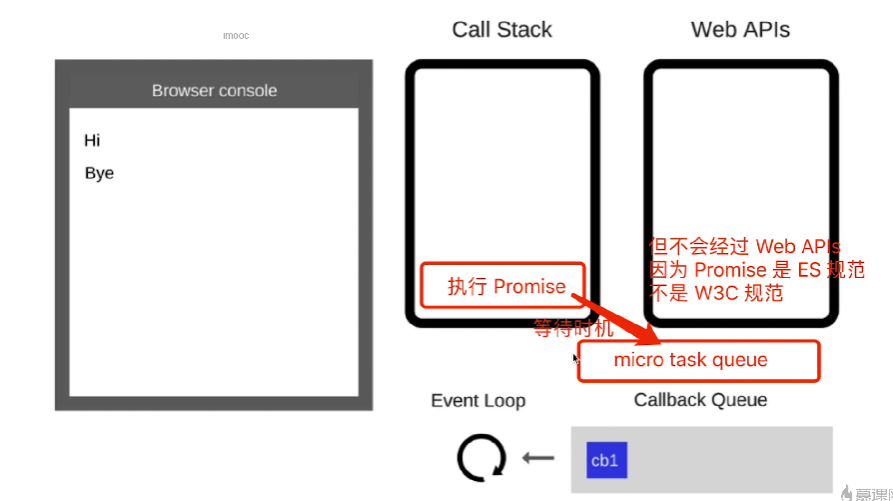 imooc
Call Stack
Web APIs
Browser console
Hi
Bye
但不会经过 Web APIs
因为 Promise 是 ES 规范
不是 W3C 规范
执行 Promise
等待时机
micro task queue
Event Loop
Callback Queue
cb1
慕课